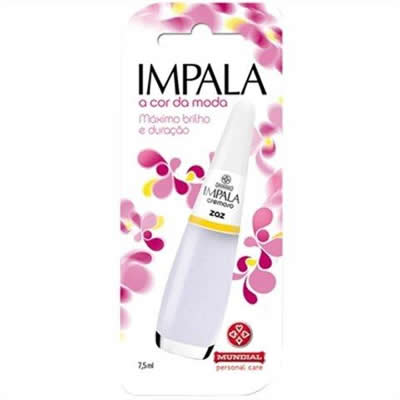 IMPALA
a cor da moda
Máximo brilho
e duração
IMPALA
cremoso
zaz
7,5ml
MUNDIAL
personal care